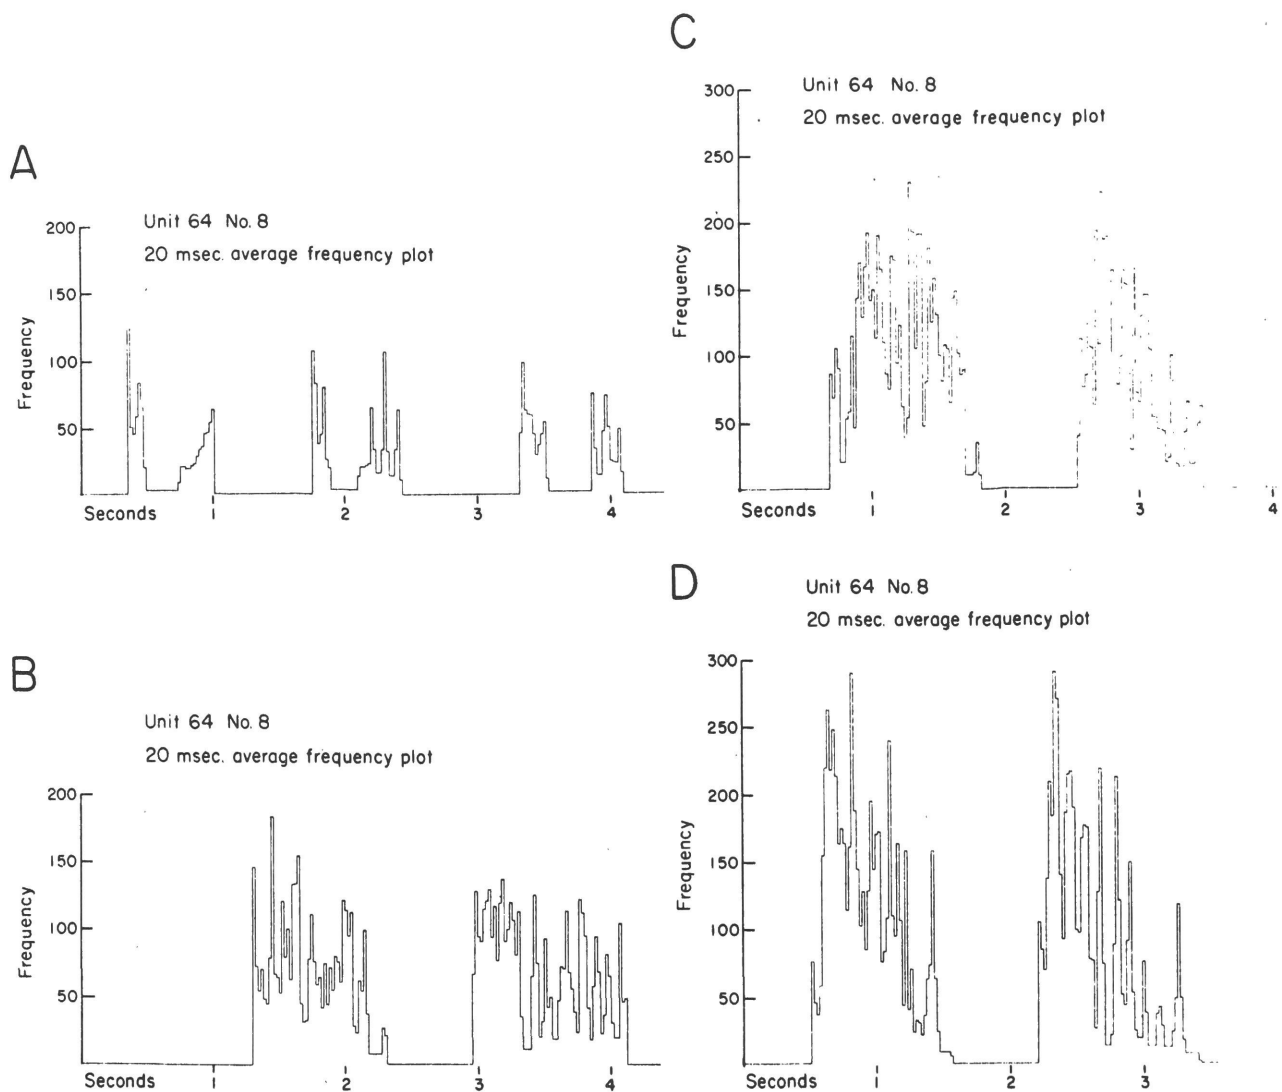 A
Unit 64 No. 8
20 msec. average frequency plot
200
150
100
50
Frequency
Seconds 1 2 3 4
B
Unit 64 No. 8
20 msec. average frequency plot
200
150
100
50
Frequency
Seconds 1 2 3 4
C
Unit 64 No. 8
20 msec. average frequency plot
300
250
200
150
100
50
Frequency
Seconds 1 2 3 4
D
Unit 64 No. 8
20 msec. average frequency plot
300
250
200
150
100
50
Frequency
Seconds 1 2 3